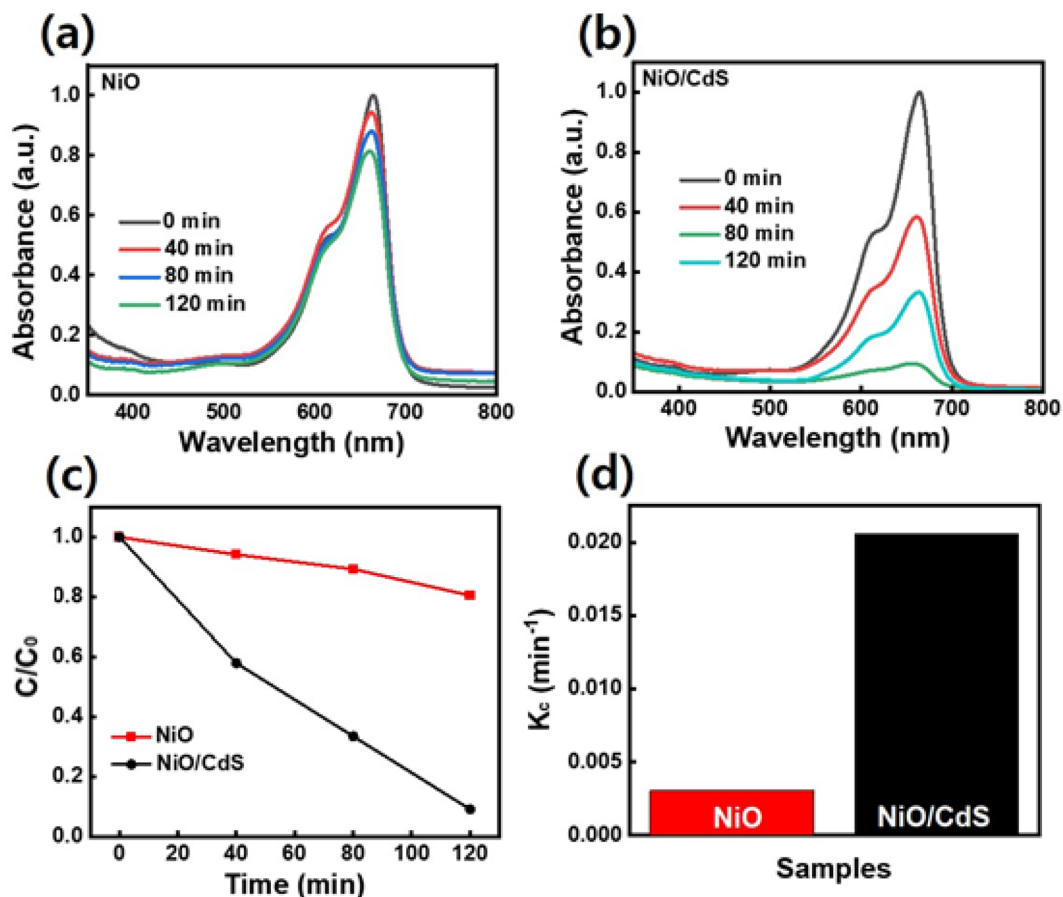 (a)
NiO
1.0
0.8
0.6
0.4
0.2
0.0
Absorbance (a.u.)
0 min
40 min
80 min
120 min
400 500 600 700 800
Wavelength (nm)
(b)
NiO/CdS
1.0
0.8
0.6
0.4
0.2
0.0
Absorbance (a.u.)
0 min
40 min
80 min
120 min
400 500 600 700 800
Wavelength (nm)
(c)
1.0
0.8
0.6
0.4
0.2
0.0
C/C₀
NiO
NiO/CdS
0 20 40 60 80 100 120
Time (min)
(d)
0.020
0.015
0.010
0.005
0.000
Kc (min⁻¹)
NiO
NiO/CdS
Samples